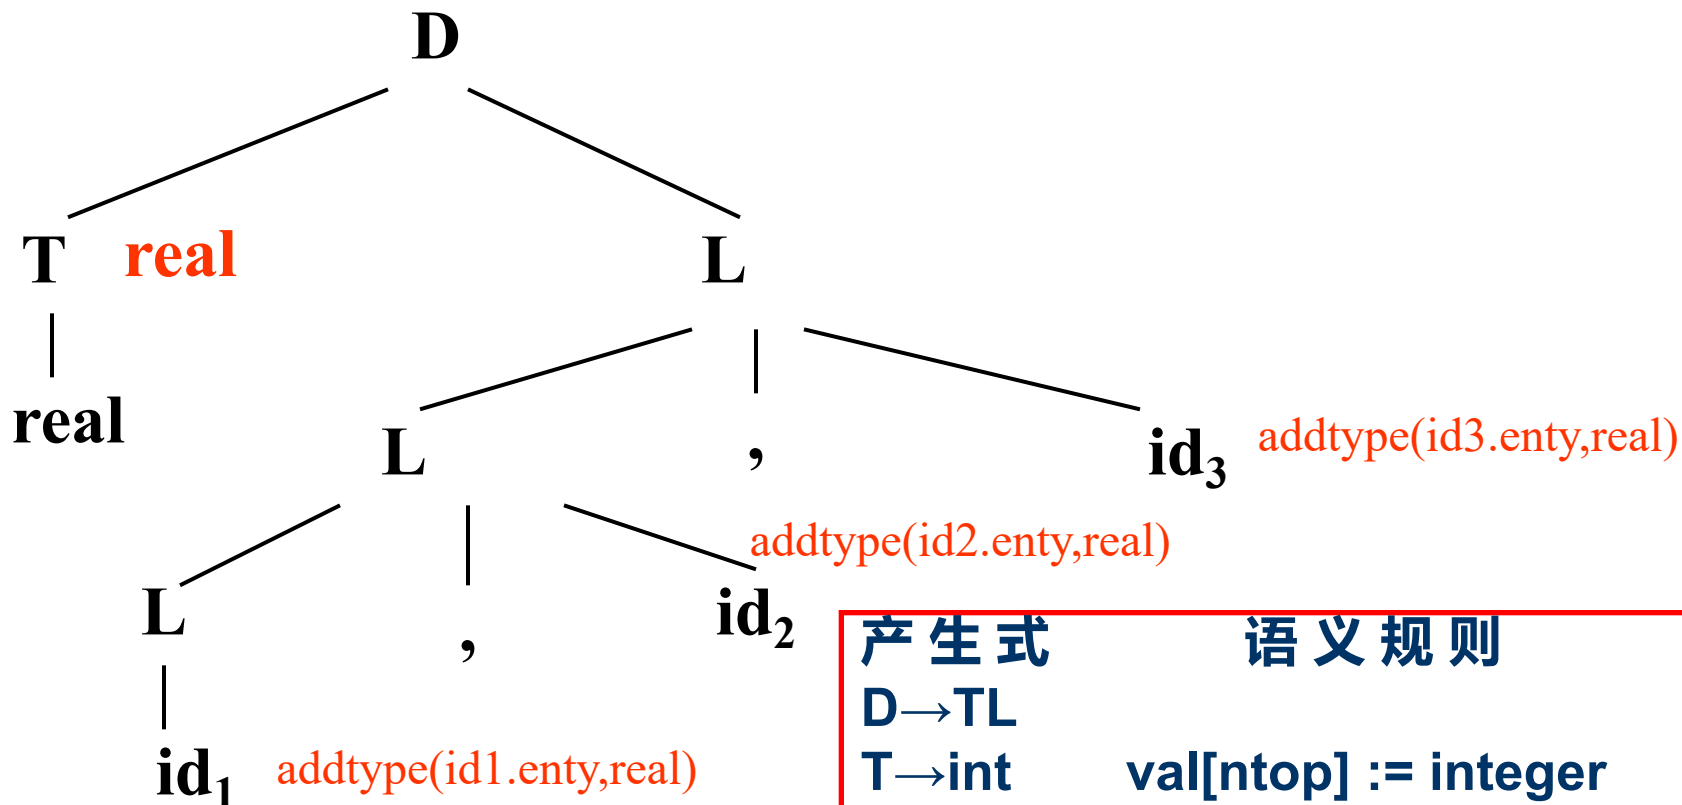 D
T real L
real L , id₃ addtype(id3.enty,real)
addtype(id2.enty,real)
L , id₂
产 生 式 语 义 规 则
D→TL
id₁ addtype(id1.enty,real)
T→int val[ntop] := integer